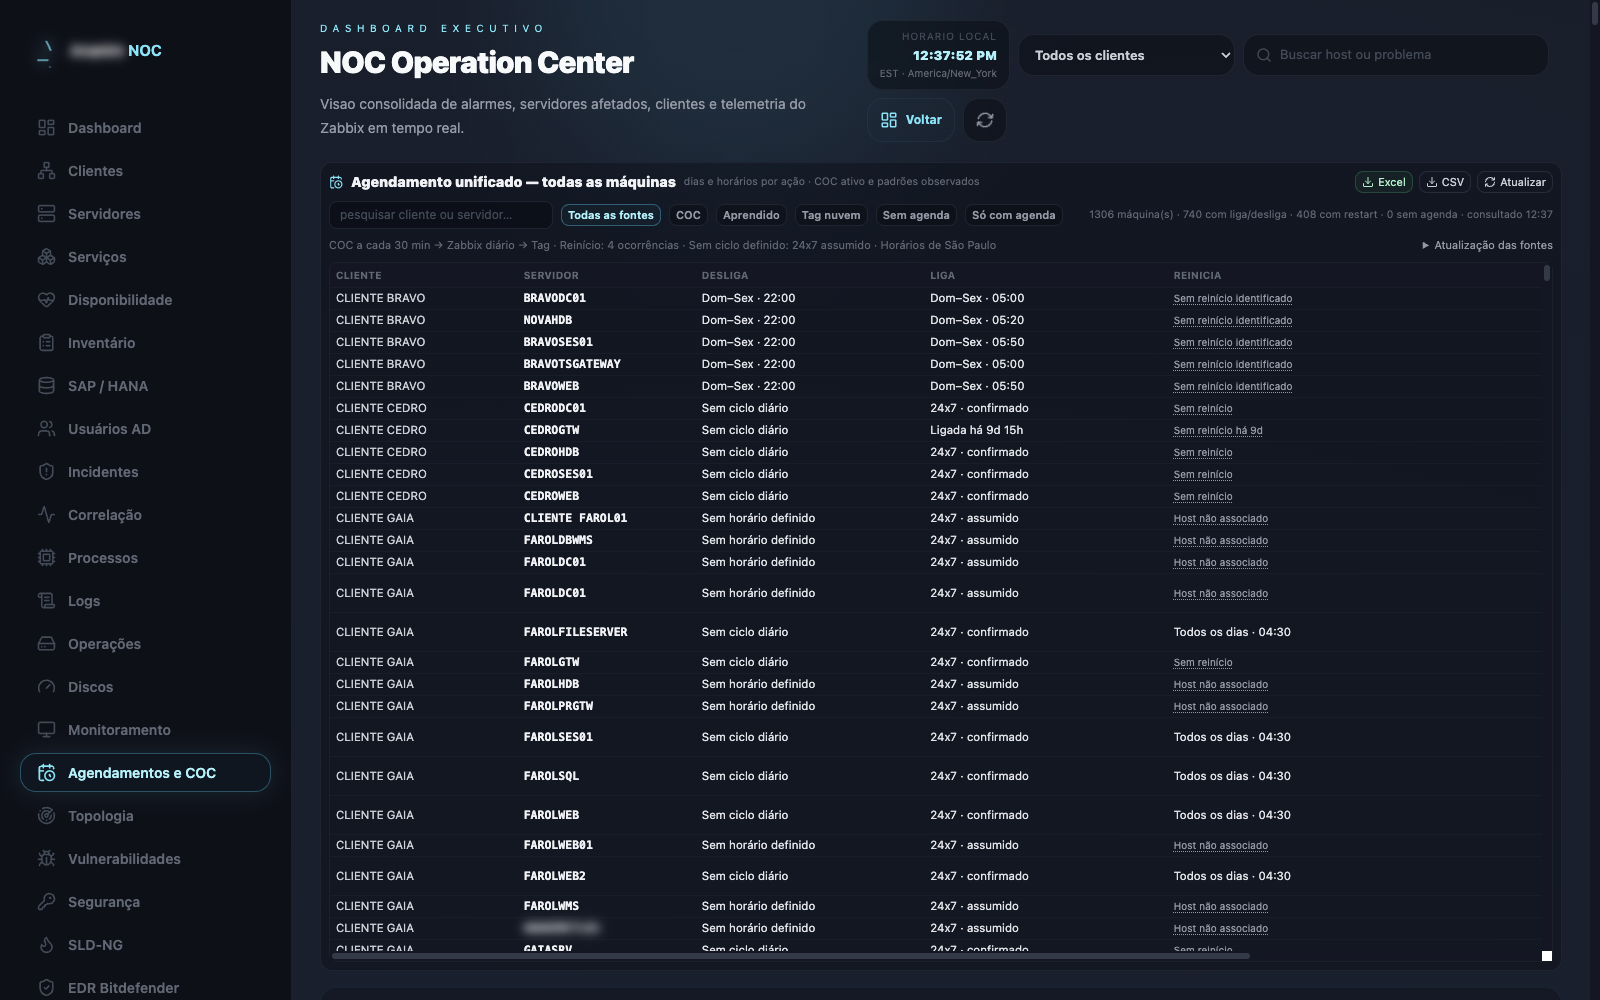 NOC
Dashboard
Clientes
Servidores
Serviços
Disponibilidade
Inventário
SAP / HANA
Usuários AD
Incidentes
Correlação
Processos
Logs
Operações
Discos
Monitoramento
Agendamentos e COC
Topologia
Vulnerabilidades
Segurança
SLD-NG
EDR Bitdefender
DASHBOARD EXECUTIVO
NOC Operation Center
Visao consolidada de alarmes, servidores afetados, clientes e telemetria do
Zabbix em tempo real.
HORARIO LOCAL
12:37:52 PM
EST · America/New_York
Todos os clientes
Buscar host ou problema
Voltar
Agendamento unificado — todas as máquinas dias e horários por ação · COC ativo e padrões observados
Excel CSV Atualizar
pesquisar cliente ou servidor... Todas as fontes COC Aprendido Tag nuvem Sem agenda Só com agenda 1306 máquina(s) · 740 com liga/desliga · 408 com restart · 0 sem agenda · consultado 12:37
COC a cada 30 min → Zabbix diário → Tag · Reinício: 4 ocorrências · Sem ciclo definido: 24x7 assumido · Horários de São Paulo ▶ Atualização das fontes
CLIENTE SERVIDOR DESLIGA LIGA REINICIA
CLIENTE BRAVO BRAVODC01 Dom–Sex · 22:00 Dom–Sex · 05:00 Sem reinício identificado
CLIENTE BRAVO NOVAHDB Dom–Sex · 22:00 Dom–Sex · 05:20 Sem reinício identificado
CLIENTE BRAVO BRAVOSES01 Dom–Sex · 22:00 Dom–Sex · 05:50 Sem reinício identificado
CLIENTE BRAVO BRAVOTSGATEWAY Dom–Sex · 22:00 Dom–Sex · 05:00 Sem reinício identificado
CLIENTE BRAVO BRAVOWEB Dom–Sex · 22:00 Dom–Sex · 05:50 Sem reinício identificado
CLIENTE CEDRO CEDRODC01 Sem ciclo diário 24x7 · confirmado Sem reinício
CLIENTE CEDRO CEDROGTW Sem ciclo diário Ligada há 9d 15h Sem reinício há 9d
CLIENTE CEDRO CEDROHDB Sem ciclo diário 24x7 · confirmado Sem reinício
CLIENTE CEDRO CEDROSES01 Sem ciclo diário 24x7 · confirmado Sem reinício
CLIENTE CEDRO CEDROWEB Sem ciclo diário 24x7 · confirmado Sem reinício
CLIENTE GAIA CLIENTE FAROL01 Sem horário definido 24x7 · assumido Host não associado
CLIENTE GAIA FAROLDBWMS Sem horário definido 24x7 · assumido Host não associado
CLIENTE GAIA FAROLDC01 Sem horário definido 24x7 · assumido Host não associado
CLIENTE GAIA FAROLDC01 Sem horário definido 24x7 · assumido Host não associado
CLIENTE GAIA FAROLFILESERVER Sem ciclo diário 24x7 · confirmado Todos os dias · 04:30
CLIENTE GAIA FAROLGTW Sem ciclo diário 24x7 · confirmado Sem reinício
CLIENTE GAIA FAROLHDB Sem horário definido 24x7 · assumido Host não associado
CLIENTE GAIA FAROLPRGTW Sem horário definido 24x7 · assumido Host não associado
CLIENTE GAIA FAROLSES01 Sem ciclo diário 24x7 · confirmado Todos os dias · 04:30
CLIENTE GAIA FAROLSQL Sem ciclo diário 24x7 · confirmado Todos os dias · 04:30
CLIENTE GAIA FAROLWEB Sem ciclo diário 24x7 · confirmado Todos os dias · 04:30
CLIENTE GAIA FAROLWEB01 Sem horário definido 24x7 · assumido Host não associado
CLIENTE GAIA FAROLWEB2 Sem ciclo diário 24x7 · confirmado Todos os dias · 04:30
CLIENTE GAIA FAROLWMS Sem horário definido 24x7 · assumido Host não associado
CLIENTE GAIA Sem horário definido 24x7 · assumido Host não associado
CLIENTE GAIA GAIASRV Sem ciclo diário 24x7 · confirmado Sem reinício